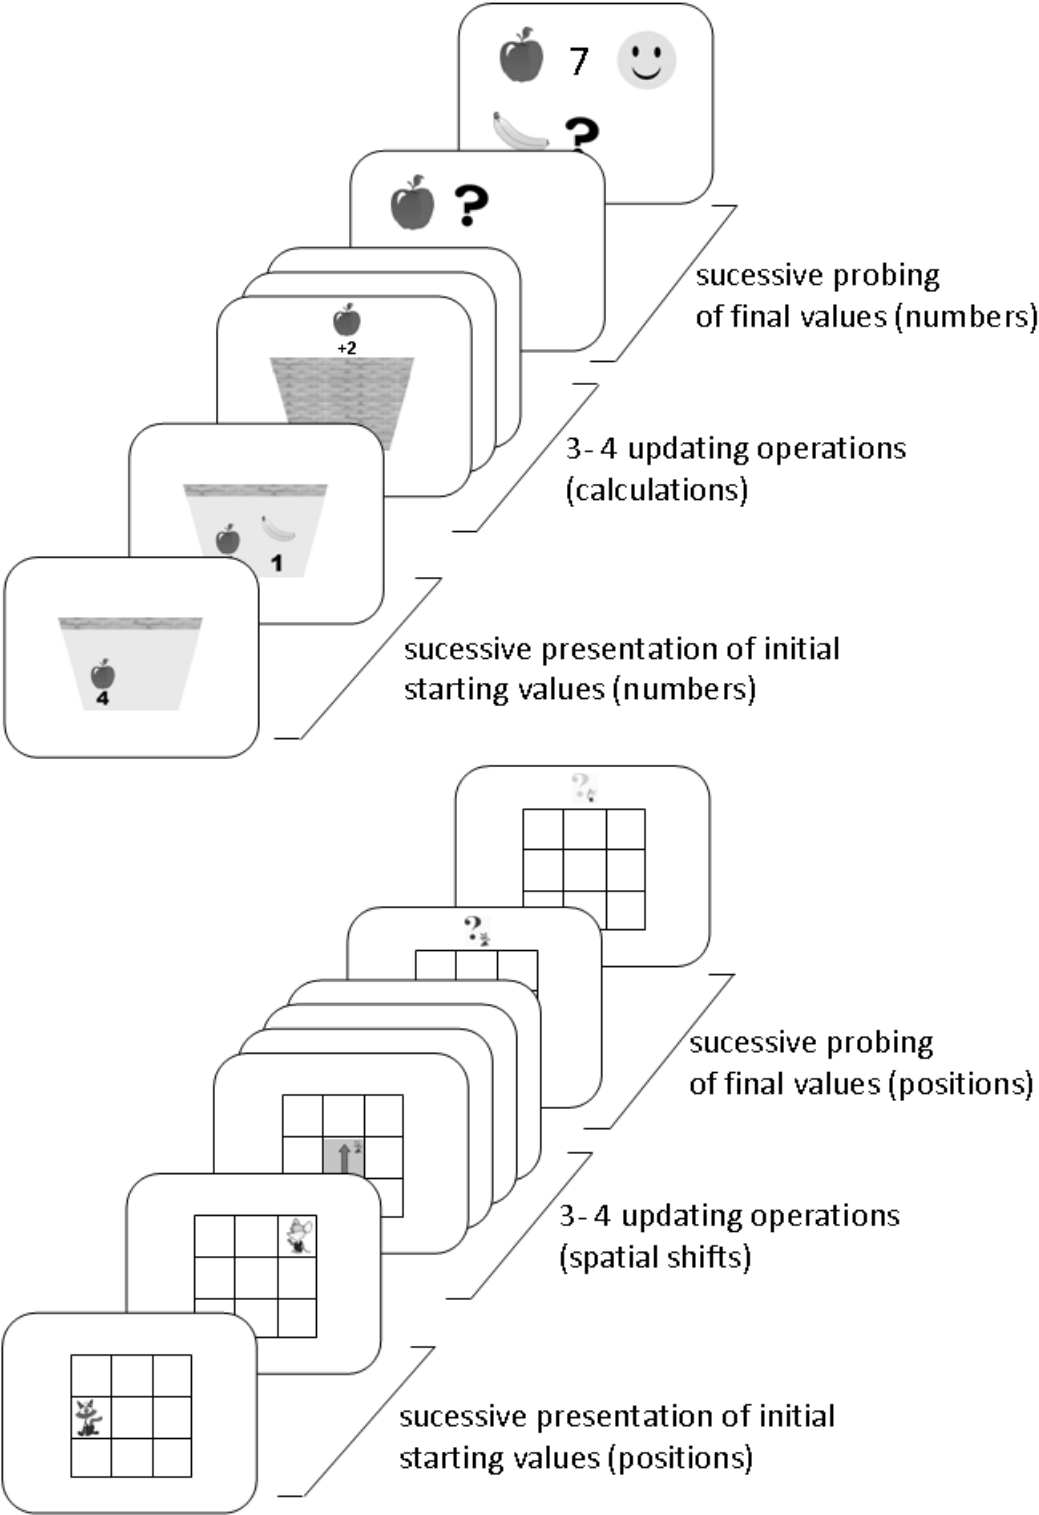 7
?
?
sucessive probing
of final values (numbers)
+2
3- 4 updating operations
(calculations)
1
sucessive presentation of initial
starting values (numbers)
4
?
?
sucessive probing
of final values (positions)
3- 4 updating operations
(spatial shifts)
sucessive presentation of initial
starting values (positions)